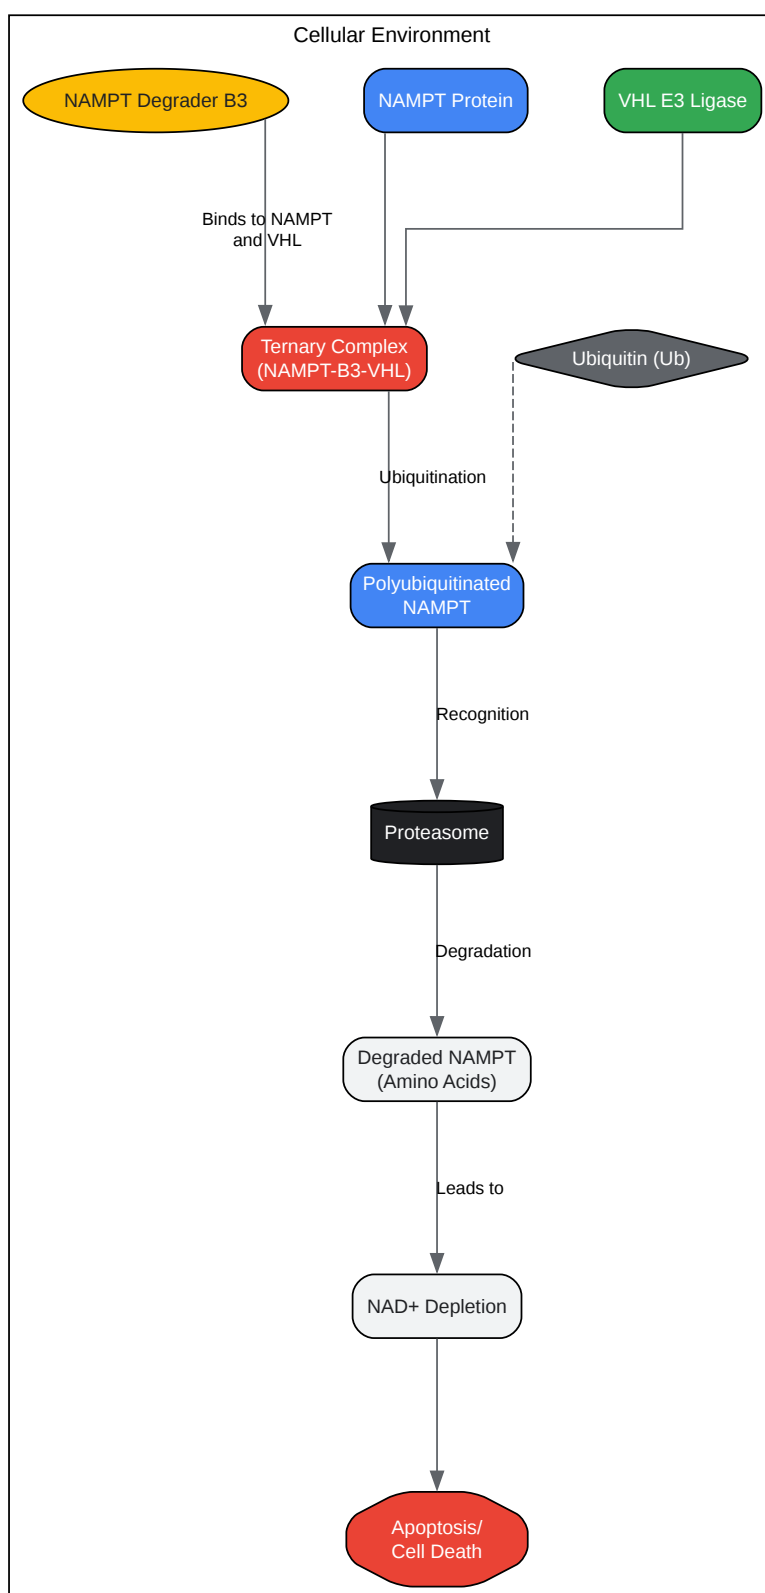 Cellular Environment
NAMPT Degrader B3
NAMPT Protein
VHL E3 Ligase
Binds to NAMPT
and VHL
Ternary Complex
(NAMPT-B3-VHL)
Ubiquitin (Ub)
Ubiquitination
Polyubiquitinated
NAMPT
Recognition
Proteasome
Degradation
Degraded NAMPT
(Amino Acids)
Leads to
NAD+ Depletion
Apoptosis/
Cell Death